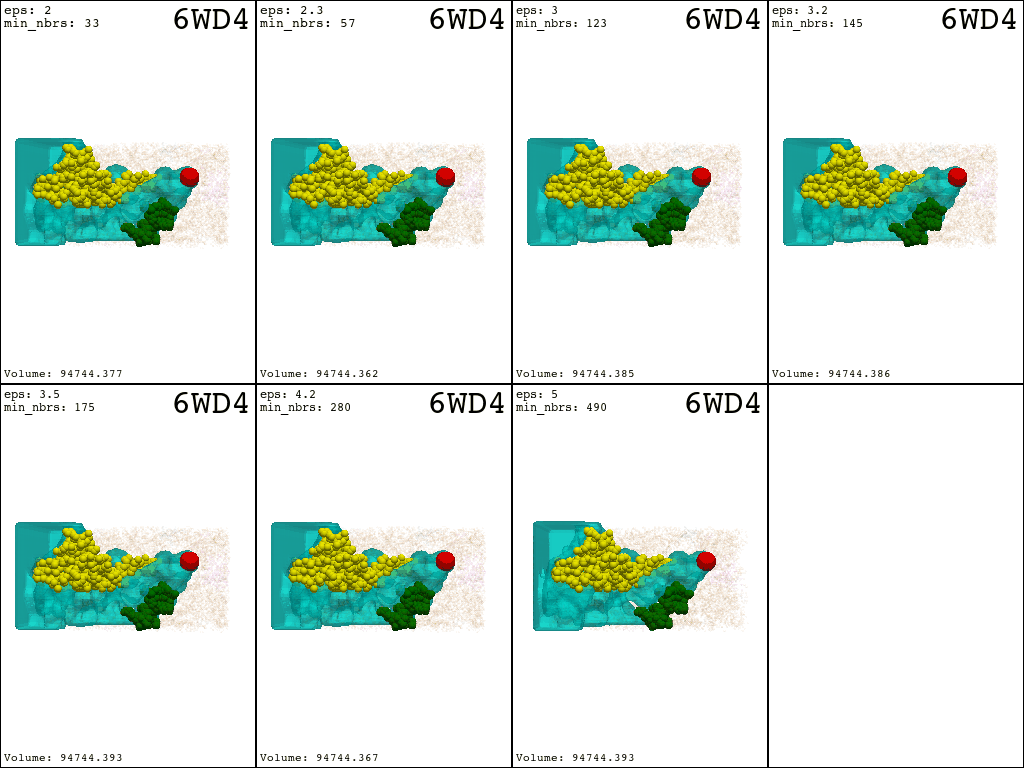 eps: 2
min_nbrs: 33
6WD4
Volume: 94744.377
eps: 2.3
min_nbrs: 57
6WD4
Volume: 94744.362
eps: 3
min_nbrs: 123
6WD4
Volume: 94744.385
eps: 3.2
min_nbrs: 145
6WD4
Volume: 94744.386
eps: 3.5
min_nbrs: 175
6WD4
Volume: 94744.393
eps: 4.2
min_nbrs: 280
6WD4
Volume: 94744.367
eps: 5
min_nbrs: 490
6WD4
Volume: 94744.393